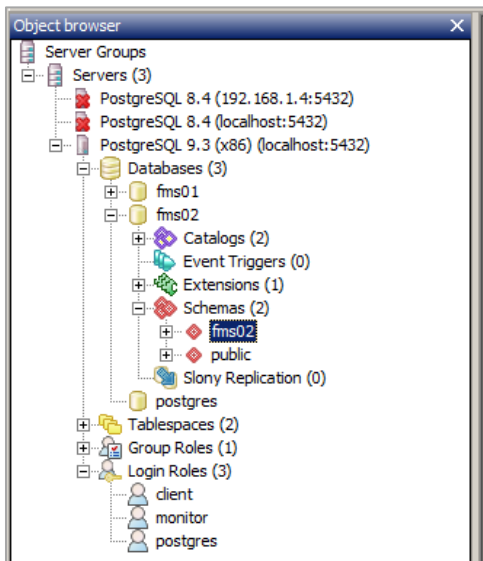 Object browser
Server Groups
Servers (3)
PostgreSQL 8.4 (192.168.1.4:5432)
PostgreSQL 8.4 (localhost:5432)
PostgreSQL 9.3 (x86) (localhost:5432)
Databases (3)
fms01
fms02
Catalogs (2)
Event Triggers (0)
Extensions (1)
Schemas (2)
fms02
public
Slony Replication (0)
postgres
Tablespaces (2)
Group Roles (1)
Login Roles (3)
client
monitor
postgres